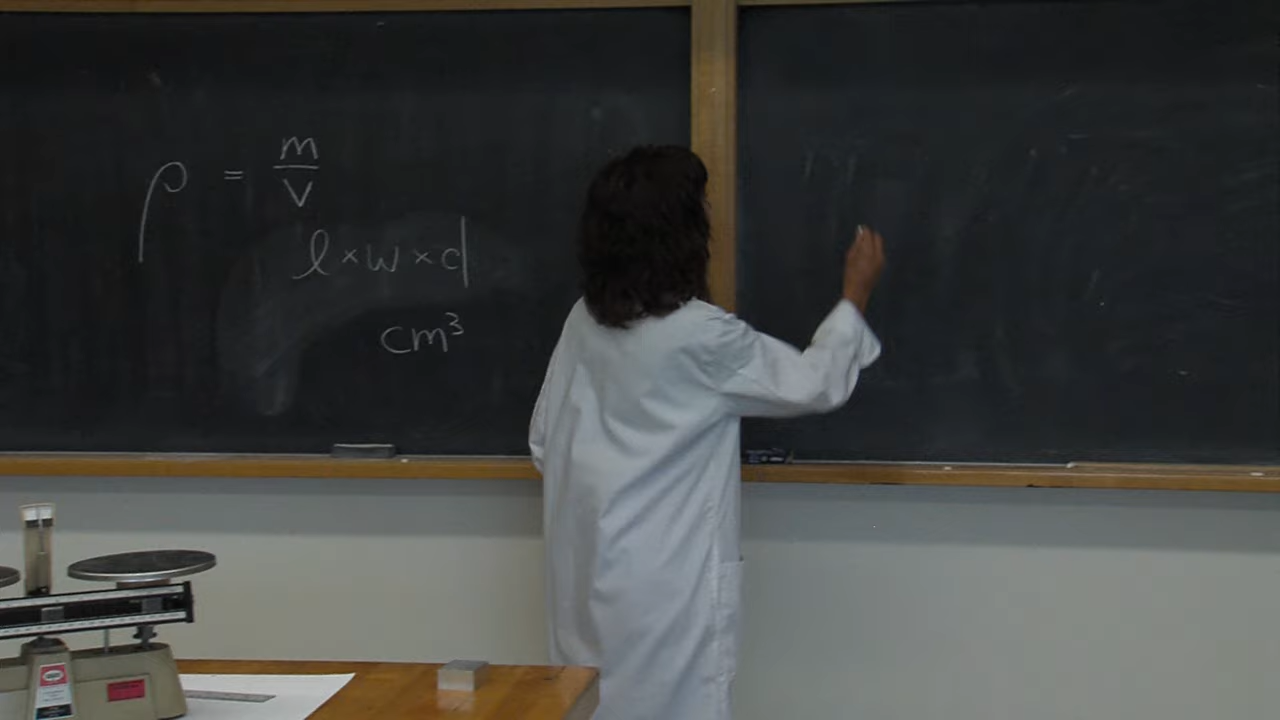 ρ = m/V
l × w × d
cm³